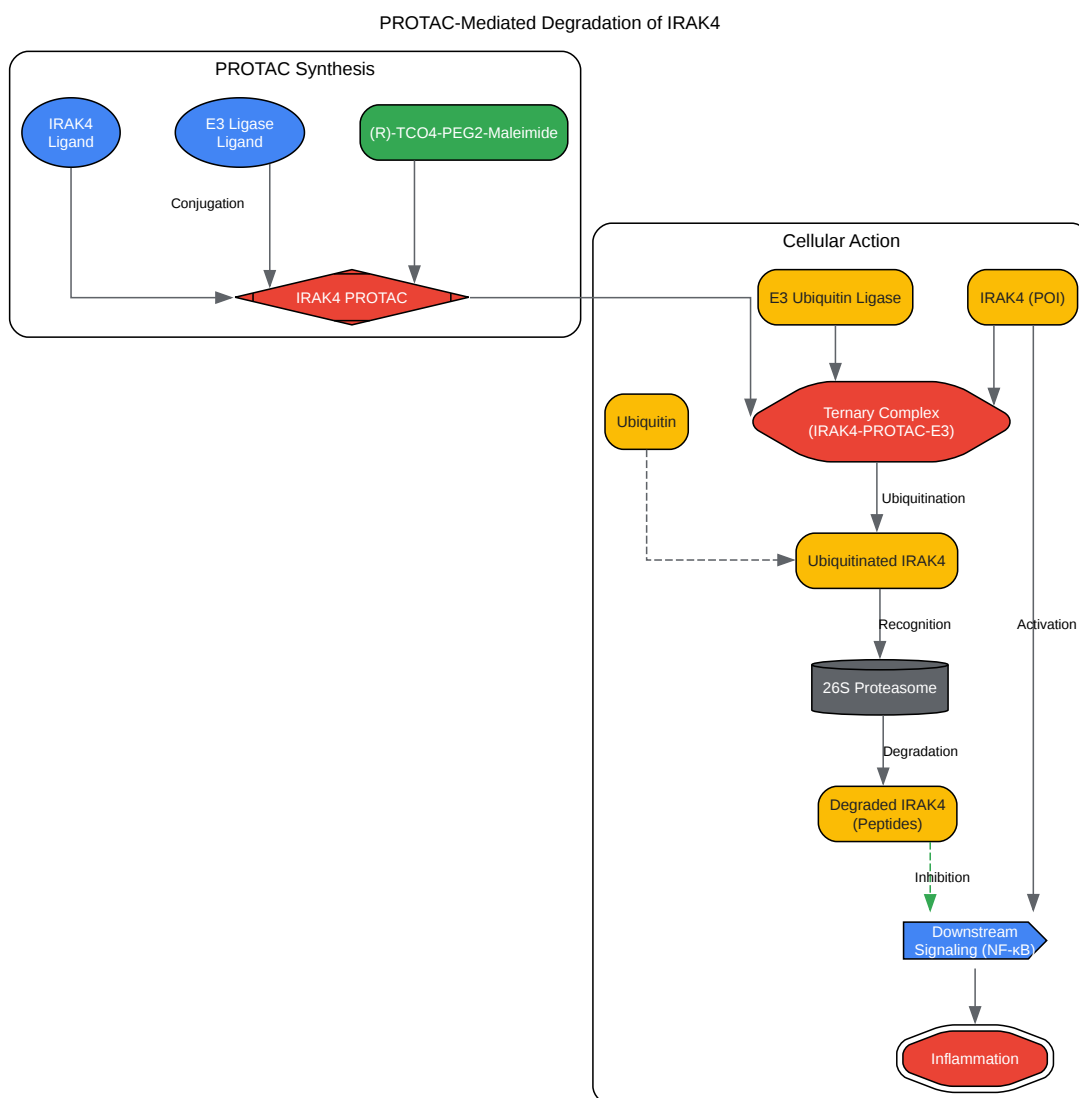 PROTAC-Mediated Degradation of IRAK4
PROTAC Synthesis
IRAK4
Ligand
E3 Ligase
Ligand
(R)-TCO4-PEG2-Maleimide
Conjugation
IRAK4 PROTAC
Cellular Action
E3 Ubiquitin Ligase
IRAK4 (POI)
Ubiquitin
Ternary Complex
(IRAK4-PROTAC-E3)
Ubiquitination
Ubiquitinated IRAK4
Recognition
Activation
26S Proteasome
Degradation
Degraded IRAK4
(Peptides)
Inhibition
Downstream
Signaling (NF-κB)
Inflammation